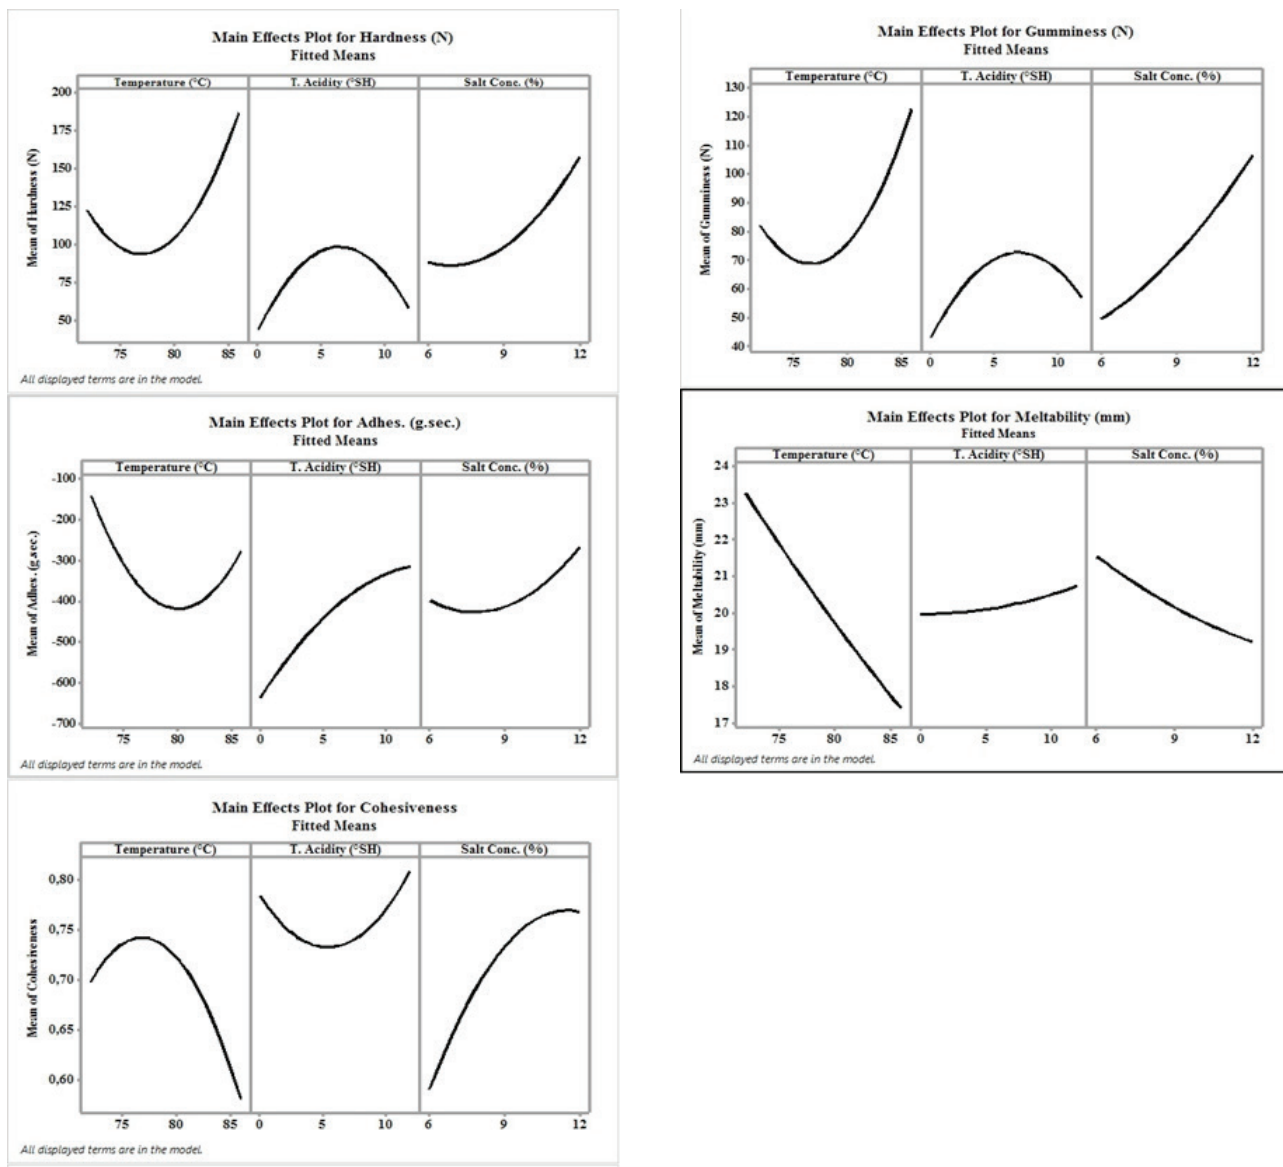 Main Effects Plot for Hardness (N)
Fitted Means
Temperature (°C) T. Acidity (°SH) Salt Conc. (%)
Mean of Hardness (N)
200
175
150
125
100
75
50
75 80 85 0 5 10 6 9 12
All displayed terms are in the model.
Main Effects Plot for Gumminess (N)
Fitted Means
Temperature (°C) T. Acidity (°SH) Salt Conc. (%)
Mean of Gumminess (N)
130
120
110
100
90
80
70
60
50
40
75 80 85 0 5 10 6 9 12
Main Effects Plot for Adhes. (g.sec.)
Fitted Means
Temperature (°C) T. Acidity (°SH) Salt Conc. (%)
Mean of Adhes. (g.sec.)
-100
-200
-300
-400
-500
-600
-700
75 80 85 0 5 10 6 9 12
All displayed terms are in the model.
Main Effects Plot for Meltability (mm)
Fitted Means
Temperature (°C) T. Acidity (°SH) Salt Conc. (%)
Mean of Meltability (mm)
24
23
22
21
20
19
18
17
75 80 85 0 5 10 6 9 12
All displayed terms are in the model.
Main Effects Plot for Cohesiveness
Fitted Means
Temperature (°C) T. Acidity (°SH) Salt Conc. (%)
Mean of Cohesiveness
0,80
0,75
0,70
0,65
0,60
75 80 85 0 5 10 6 9 12
All displayed terms are in the model.